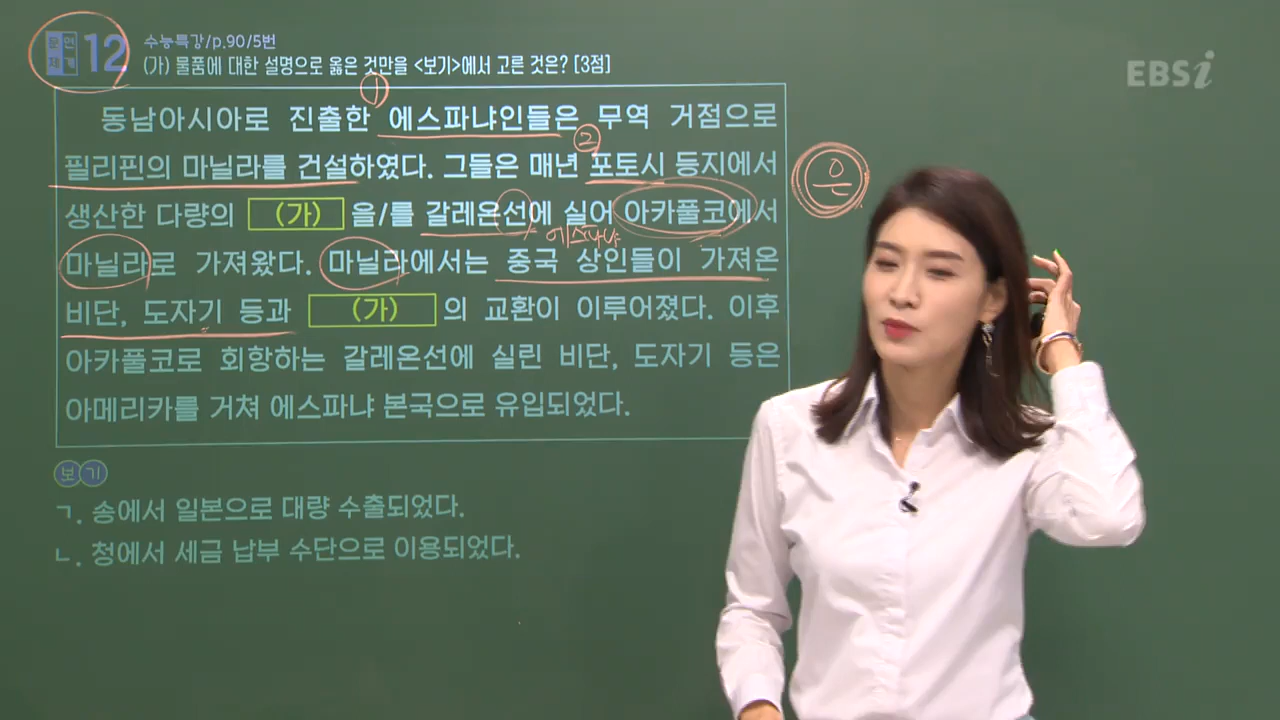 문연제계 12 수능특강/p.90/5번
(가) 물품에 대한 설명으로 옳은 것만을 <보기>에서 고른 것은? [3점]
EBSi
①
동남아시아로 진출한 에스파냐인들은 무역 거점으로
②
필리핀의 마닐라를 건설하였다. 그들은 매년 포토시 등지에서
은
생산한 다량의 (가) 을/를 갈레온선에 실어 아카풀코에서
에스파냐
마닐라로 가져왔다. 마닐라에서는 중국 상인들이 가져온
비단, 도자기 등과 (가) 의 교환이 이루어졌다. 이후
아카풀코로 회항하는 갈레온선에 실린 비단, 도자기 등은
아메리카를 거쳐 에스파냐 본국으로 유입되었다.
보기
ㄱ. 송에서 일본으로 대량 수출되었다.
ㄴ. 청에서 세금 납부 수단으로 이용되었다.